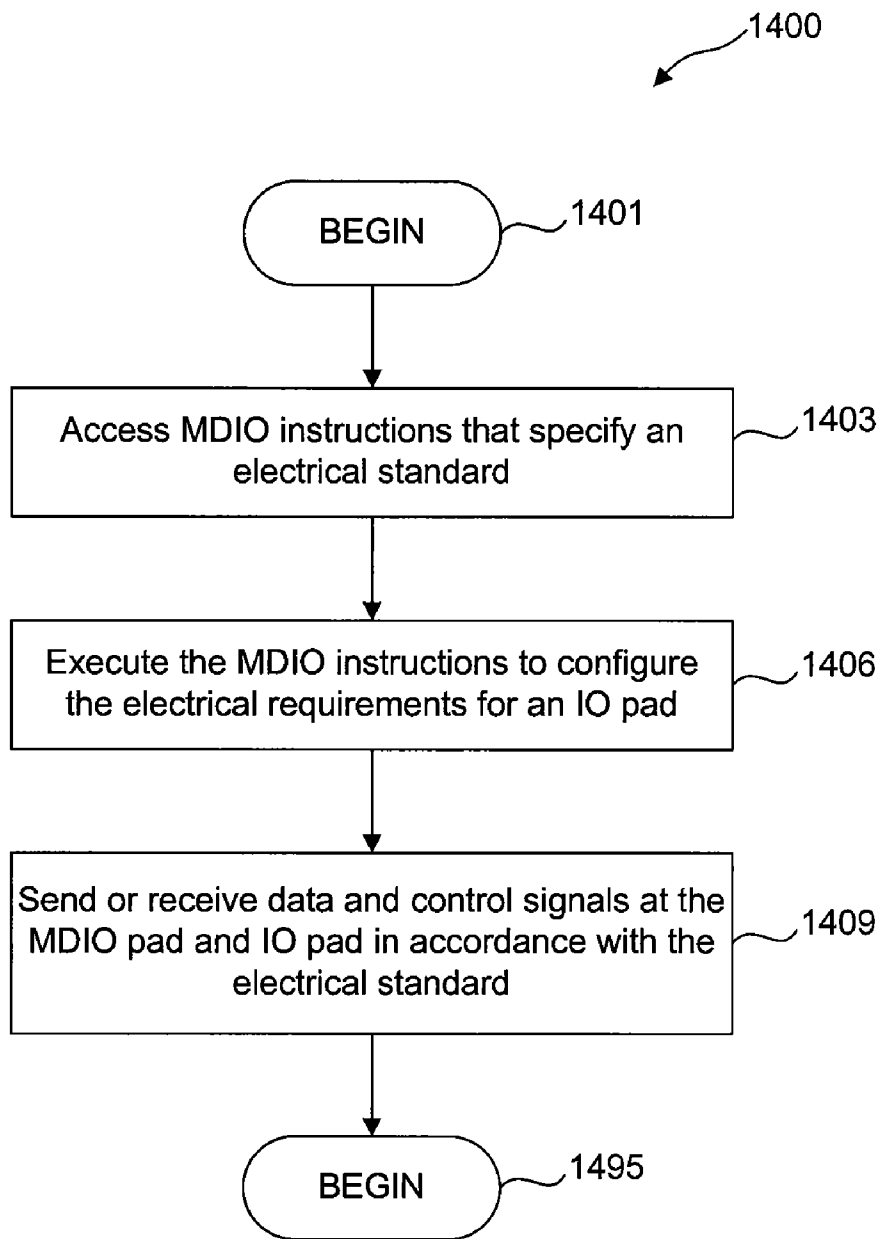 1400
BEGIN
1401
Access MDIO instructions that specify an
electrical standard
1403
Execute the MDIO instructions to configure
the electrical requirements for an IO pad
1406
Send or receive data and control signals at the
MDIO pad and IO pad in accordance with the
electrical standard
1409
BEGIN
1495